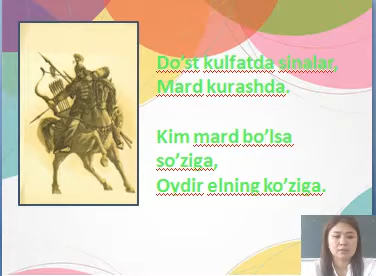 Do’st kulfatda sinalar,
Mard kurashda.
Kim mard bo’lsa
so’ziga,
Oydir elning ko’ziga.